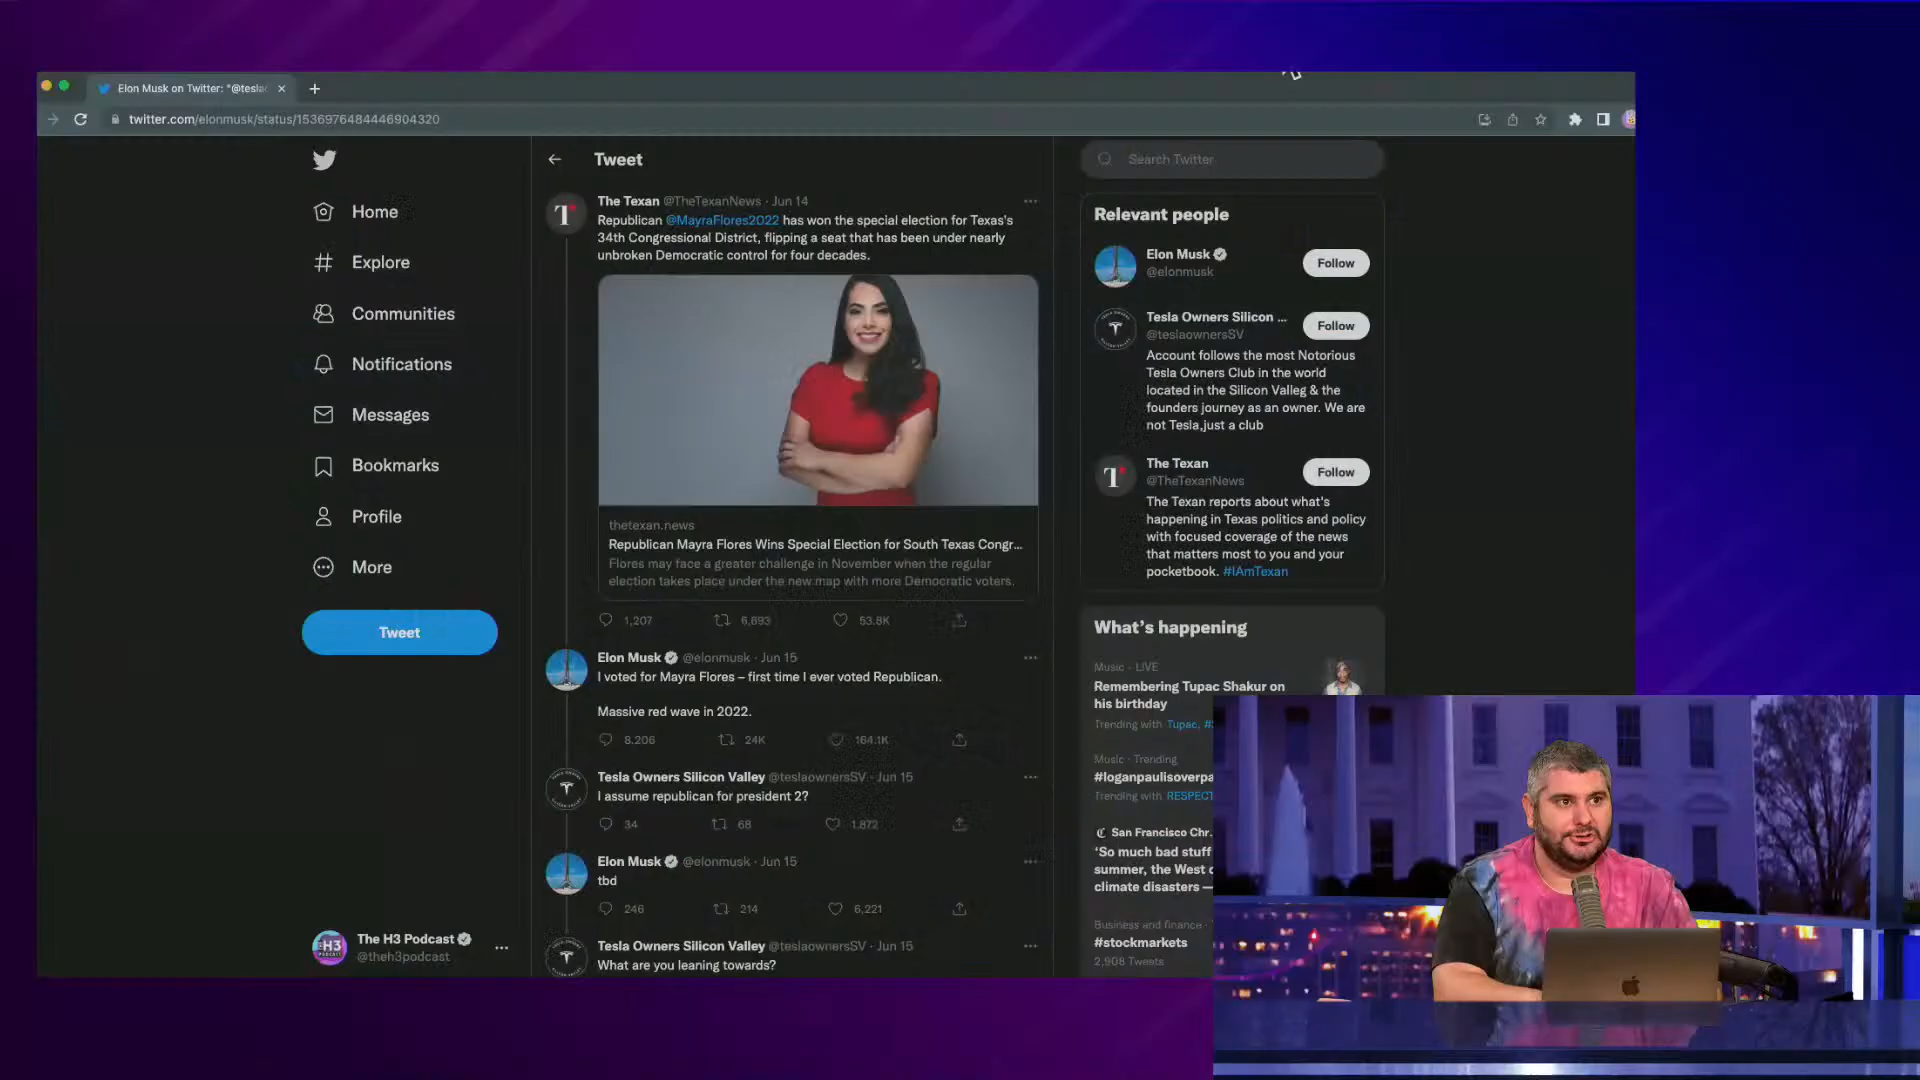 Elon Musk on Twitter: "@tesla
twitter.com/elonmusk/status/1536976484446904320
Home
Explore
Communities
Notifications
Messages
Bookmarks
Profile
More
Tweet
The H3 Podcast
@theh3podcast
H3
PODCAST
Tweet
The Texan @TheTexanNews · Jun 14
Republican @MayraFlores2022 has won the special election for Texas's
34th Congressional District, flipping a seat that has been under nearly
unbroken Democratic control for four decades.
thetexan.news
Republican Mayra Flores Wins Special Election for South Texas Congr...
Flores may face a greater challenge in November when the regular
election takes place under the new map with more Democratic voters.
1,207 6,693 53.8K
Elon Musk @elonmusk · Jun 15
I voted for Mayra Flores – first time I ever voted Republican.
Massive red wave in 2022.
8,206 24K 164.1K
Tesla Owners Silicon Valley @teslaownersSV · Jun 15
I assume republican for president 2?
34 68 1,872
Elon Musk @elonmusk · Jun 15
tbd
246 214 6,221
Tesla Owners Silicon Valley @teslaownersSV · Jun 15
What are you leaning towards?
Search Twitter
Relevant people
Elon Musk
@elonmusk
Follow
Tesla Owners Silicon ...
@teslaownersSV
Follow
Account follows the most Notorious
Tesla Owners Club in the world
located in the Silicon Valleg & the
founders journey as an owner. We are
not Tesla,just a club
The Texan
@TheTexanNews
Follow
The Texan reports about what's
happening in Texas politics and policy
with focused coverage of the news
that matters most to you and your
pocketbook. #IAmTexan
What's happening
Music · LIVE
Remembering Tupac Shakur on
his birthday
Trending with Tupac, #2
Music · Trending
#loganpaulisoverpa
Trending with RESPECT
San Francisco Chr.
'So much bad stuff
summer, the West c
climate disasters —
Business and finance ·
#stockmarkets
2,908 Tweets